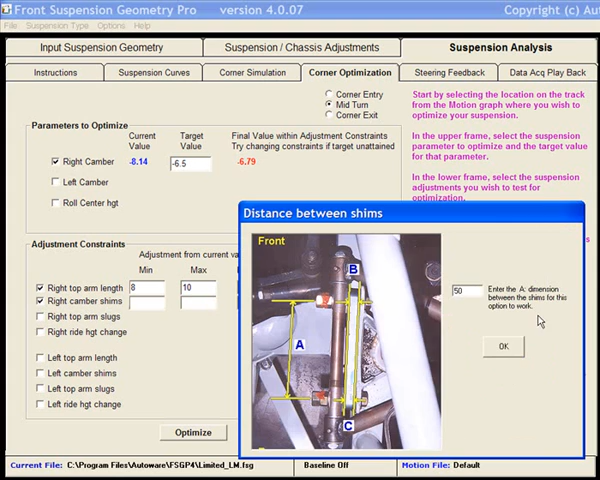 Front Suspension Geometry Pro version 4.0.07 Copyright (c) Au
File Suspension Type Options Help
Input Suspension Geometry Suspension / Chassis Adjustments Suspension Analysis
Instructions Suspension Curves Corner Simulation Corner Optimization Steering Feedback Data Acq Play Back
Corner Entry
Mid Turn
Corner Exit
Start by selecting the location on the track
from the Motion graph where you wish to
optimize your suspension.
Parameters to Optimize
Current
Value
Target
Value
Final Value within Adjustment Constraints
Try changing constraints if target unattained
Right Camber -8.14 -6.5 -6.79
Left Camber
Roll Center hgt
In the upper frame, select the suspension
parameter to optimize and the target value
for that parameter.
In the lower frame, select the suspension
adjustments you wish to test for
optimization.
Adjustment Constraints
Adjustment from current va
Min Max
Right top arm length 8 10
Right camber shims
Right top arm slugs
Right ride hgt change
Left top arm length
Left camber shims
Left top arm slugs
Left ride hgt change
Optimize
Distance between shims
Front
B
A
C
50
Enter the A: dimension
between the shims for this
option to work.
OK
Current File: C:\Program Files\Autoware\FSGP4\Limited_LM.fsg Baseline Off Motion File: Default